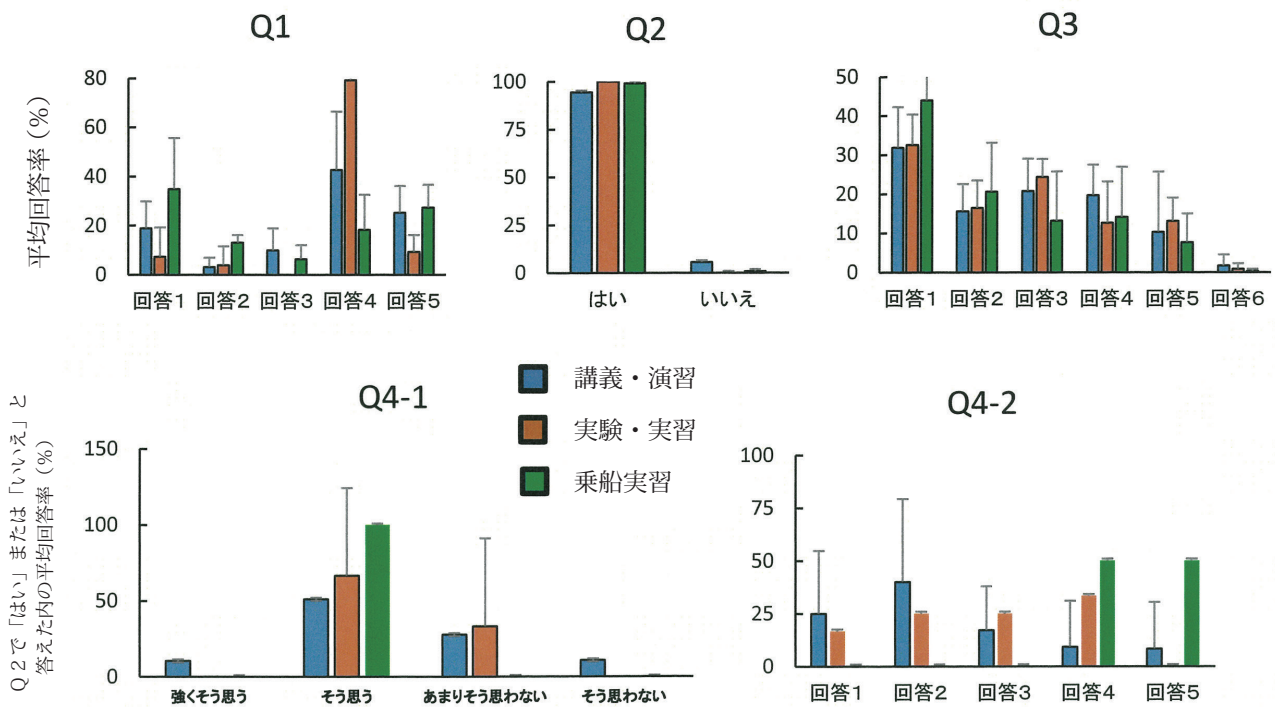 Q1
Q2
Q3
平均回答率（%）
80
60
40
20
0
回答1 回答2 回答3 回答4 回答5
100
75
50
25
0
はい いいえ
50
40
30
20
10
0
回答1 回答2 回答3 回答4 回答5 回答6
講義・演習
実験・実習
乗船実習
Q4-1
Q4-2
Q2で「はい」または「いいえ」と
答えた内の平均回答率（%）
150
100
50
0
強くそう思う そう思う あまりそう思わない そう思わない
100
75
50
25
0
回答1 回答2 回答3 回答4 回答5